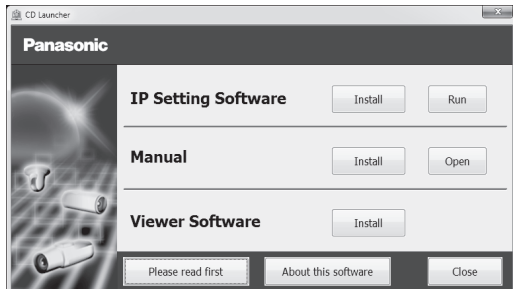 CD Launcher
Panasonic
IP Setting Software Install Run
Manual Install Open
Viewer Software Install
Please read first About this software Close